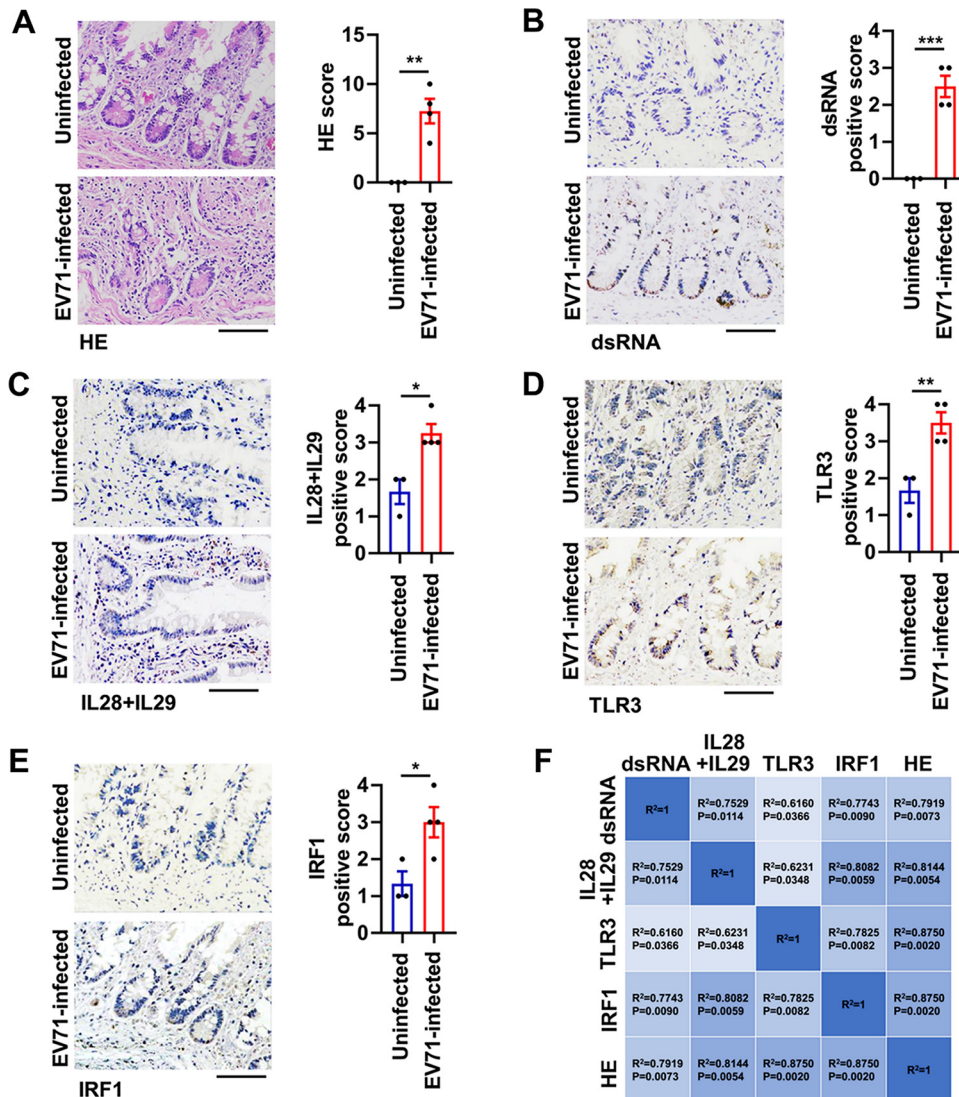 A
Uninfected
EV71-infected
HE
HE score
15
10
5
0
**
Uninfected
EV71-infected
B
Uninfected
EV71-infected
dsRNA
dsRNA
positive score
4
3
2
1
0
***
Uninfected
EV71-infected
C
Uninfected
EV71-infected
IL28+IL29
IL28+IL29
positive score
4
3
2
1
0
*
Uninfected
EV71-infected
D
Uninfected
EV71-infected
TLR3
TLR3
positive score
4
3
2
1
0
**
Uninfected
EV71-infected
E
Uninfected
EV71-infected
IRF1
IRF1
positive score
4
3
2
1
0
*
Uninfected
EV71-infected
F
dsRNA IL28 +IL29 TLR3 IRF1 HE
dsRNA
R²=1 R²=0.7529 R²=0.6160 R²=0.7743 R²=0.7919
P=0.0114 P=0.0366 P=0.0090 P=0.0073
IL28
+IL29
R²=0.7529 R²=1 R²=0.6231 R²=0.8082 R²=0.8144
P=0.0114 P=0.0348 P=0.0059 P=0.0054
TLR3
R²=0.6160 R²=0.6231 R²=1 R²=0.7825 R²=0.8750
P=0.0366 P=0.0348 P=0.0082 P=0.0020
IRF1
R²=0.7743 R²=0.8082 R²=0.7825 R²=1 R²=0.8750
P=0.0090 P=0.0059 P=0.0082 P=0.0020
HE
R²=0.7919 R²=0.8144 R²=0.8750 R²=0.8750 R²=1
P=0.0073 P=0.0054 P=0.0020 P=0.0020